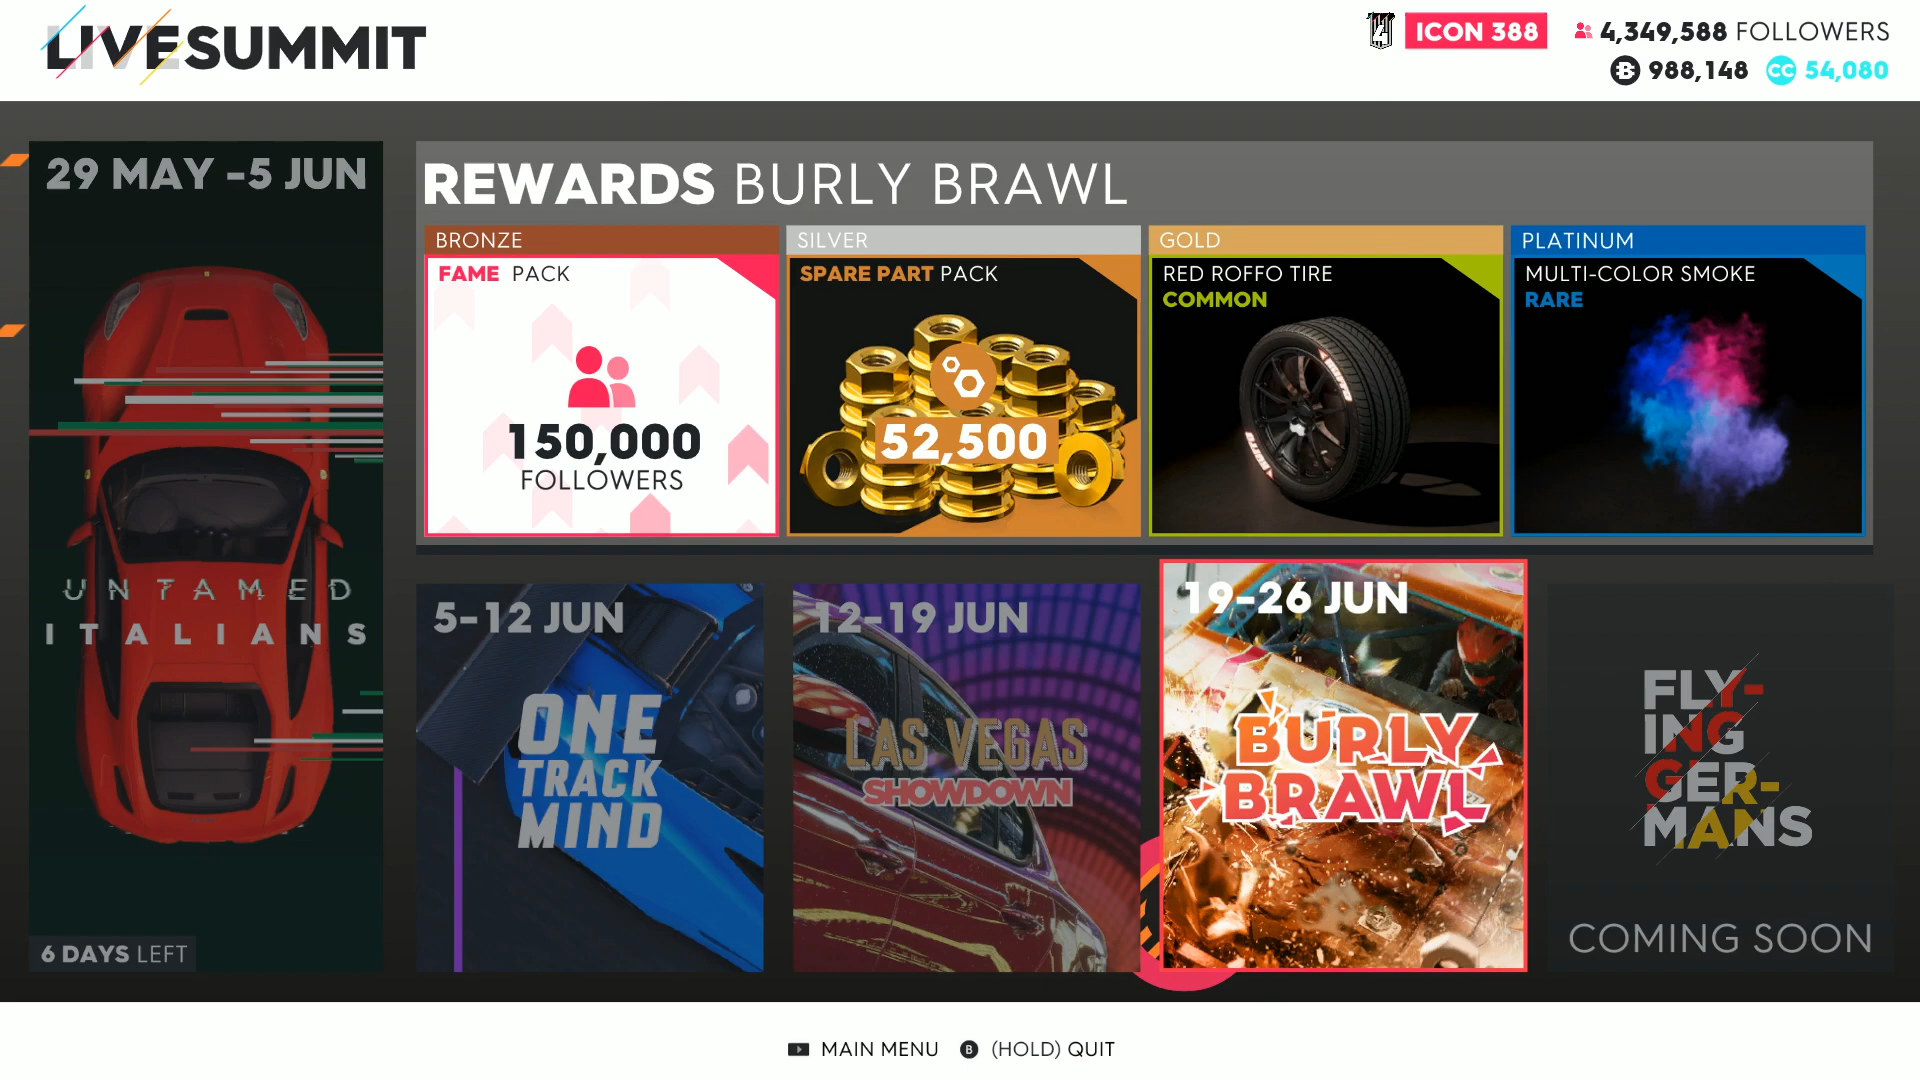 LIVESUMMIT
ICON 388
4,349,588 FOLLOWERS
988,148
CC 54,080
29 MAY -5 JUN
UNTAMED
ITALIANS
6 DAYS LEFT
REWARDS BURLY BRAWL
BRONZE
FAME PACK
150,000
FOLLOWERS
SILVER
SPARE PART PACK
52,500
GOLD
RED ROFFO TIRE
COMMON
PLATINUM
MULTI-COLOR SMOKE
RARE
5-12 JUN
ONE
TRACK
MIND
12-19 JUN
LAS VEGAS
SHOWDOWN
19-26 JUN
BURLY
BRAWL
FLY-
ING
GER-
MANS
COMING SOON
MAIN MENU
B (HOLD) QUIT